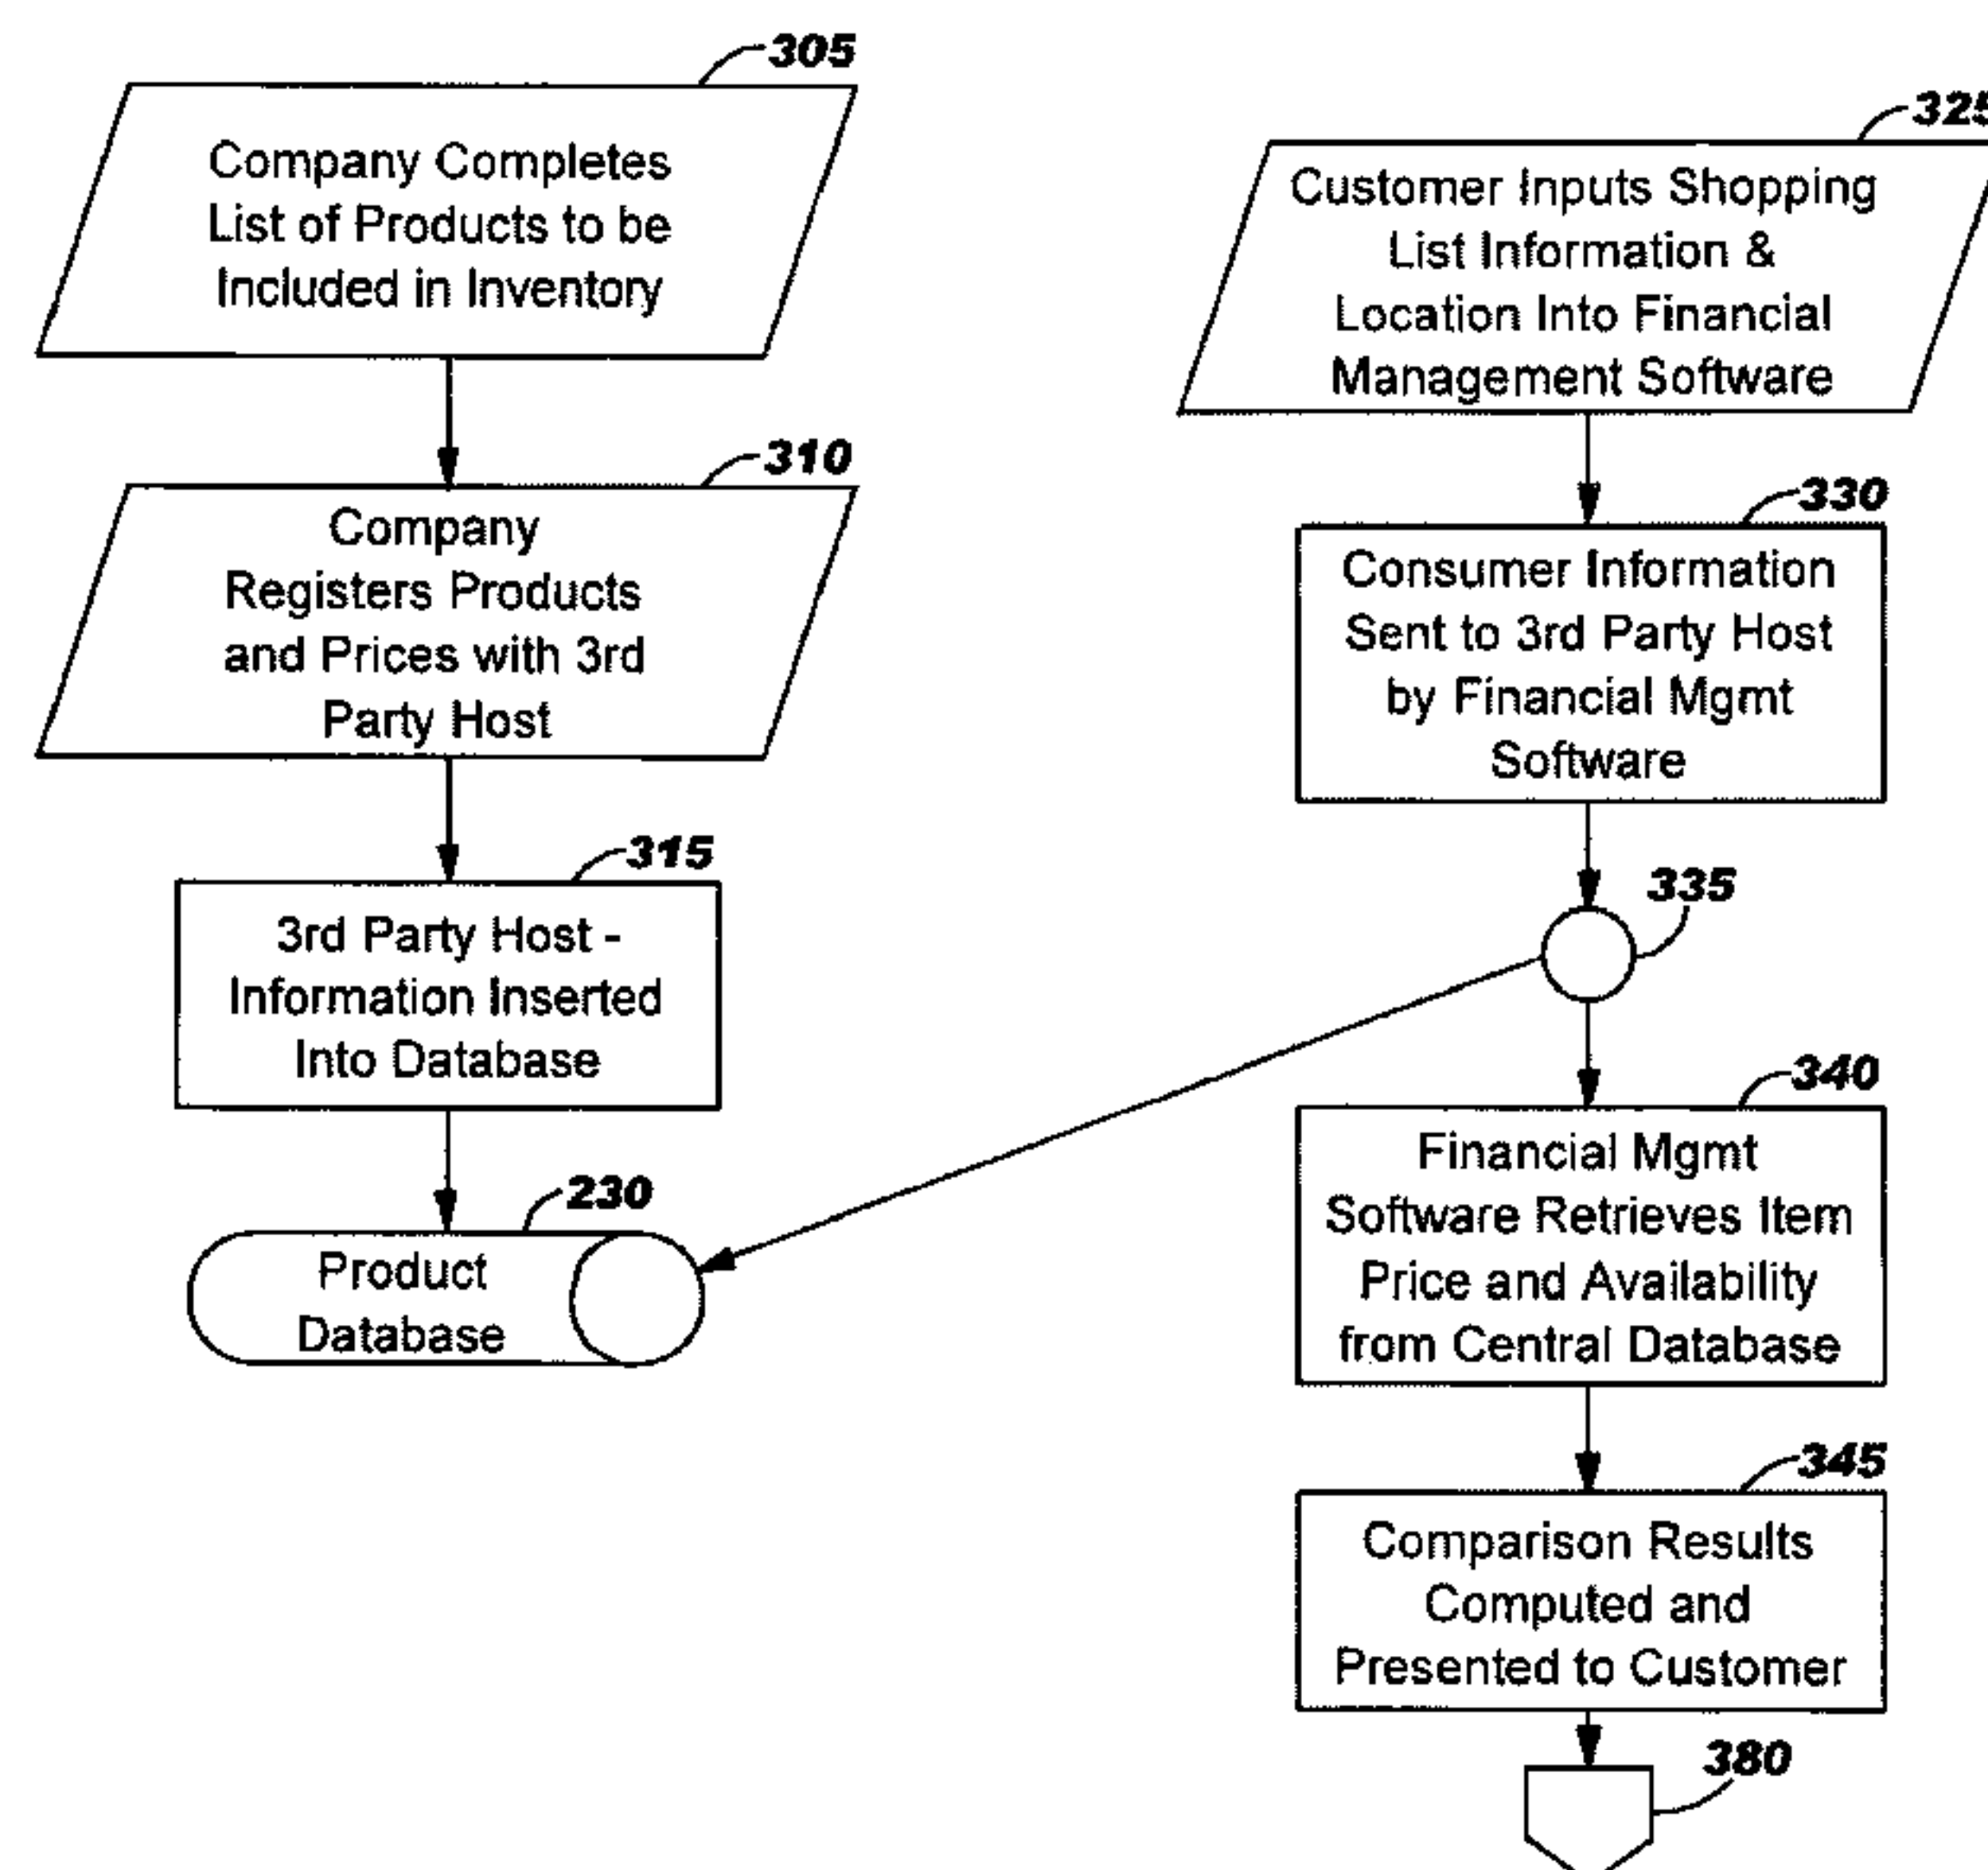 305
Company Completes
List of Products to be
Included in Inventory
310
Company
Registers Products
and Prices with 3rd
Party Host
315
3rd Party Host -
Information Inserted
Into Database
230
Product
Database
325
Customer Inputs Shopping
List Information &
Location Into Financial
Management Software
330
Consumer Information
Sent to 3rd Party Host
by Financial Mgmt
Software
335
340
Financial Mgmt
Software Retrieves Item
Price and Availability
from Central Database
345
Comparison Results
Computed and
Presented to Customer
380